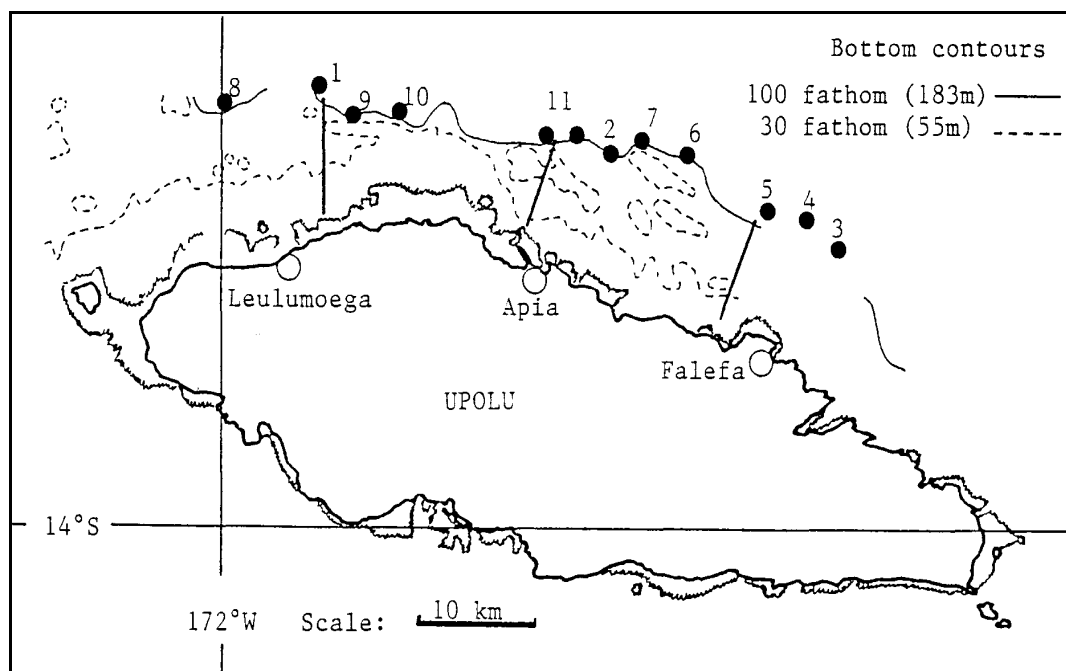 Bottom contours
100 fathom (183m)
30 fathom (55m)
8
1
9
10
11
2
7
6
5
4
3
Leulumoega
Apia
Falefa
UPOLU
14°S
172°W
Scale:
10 km